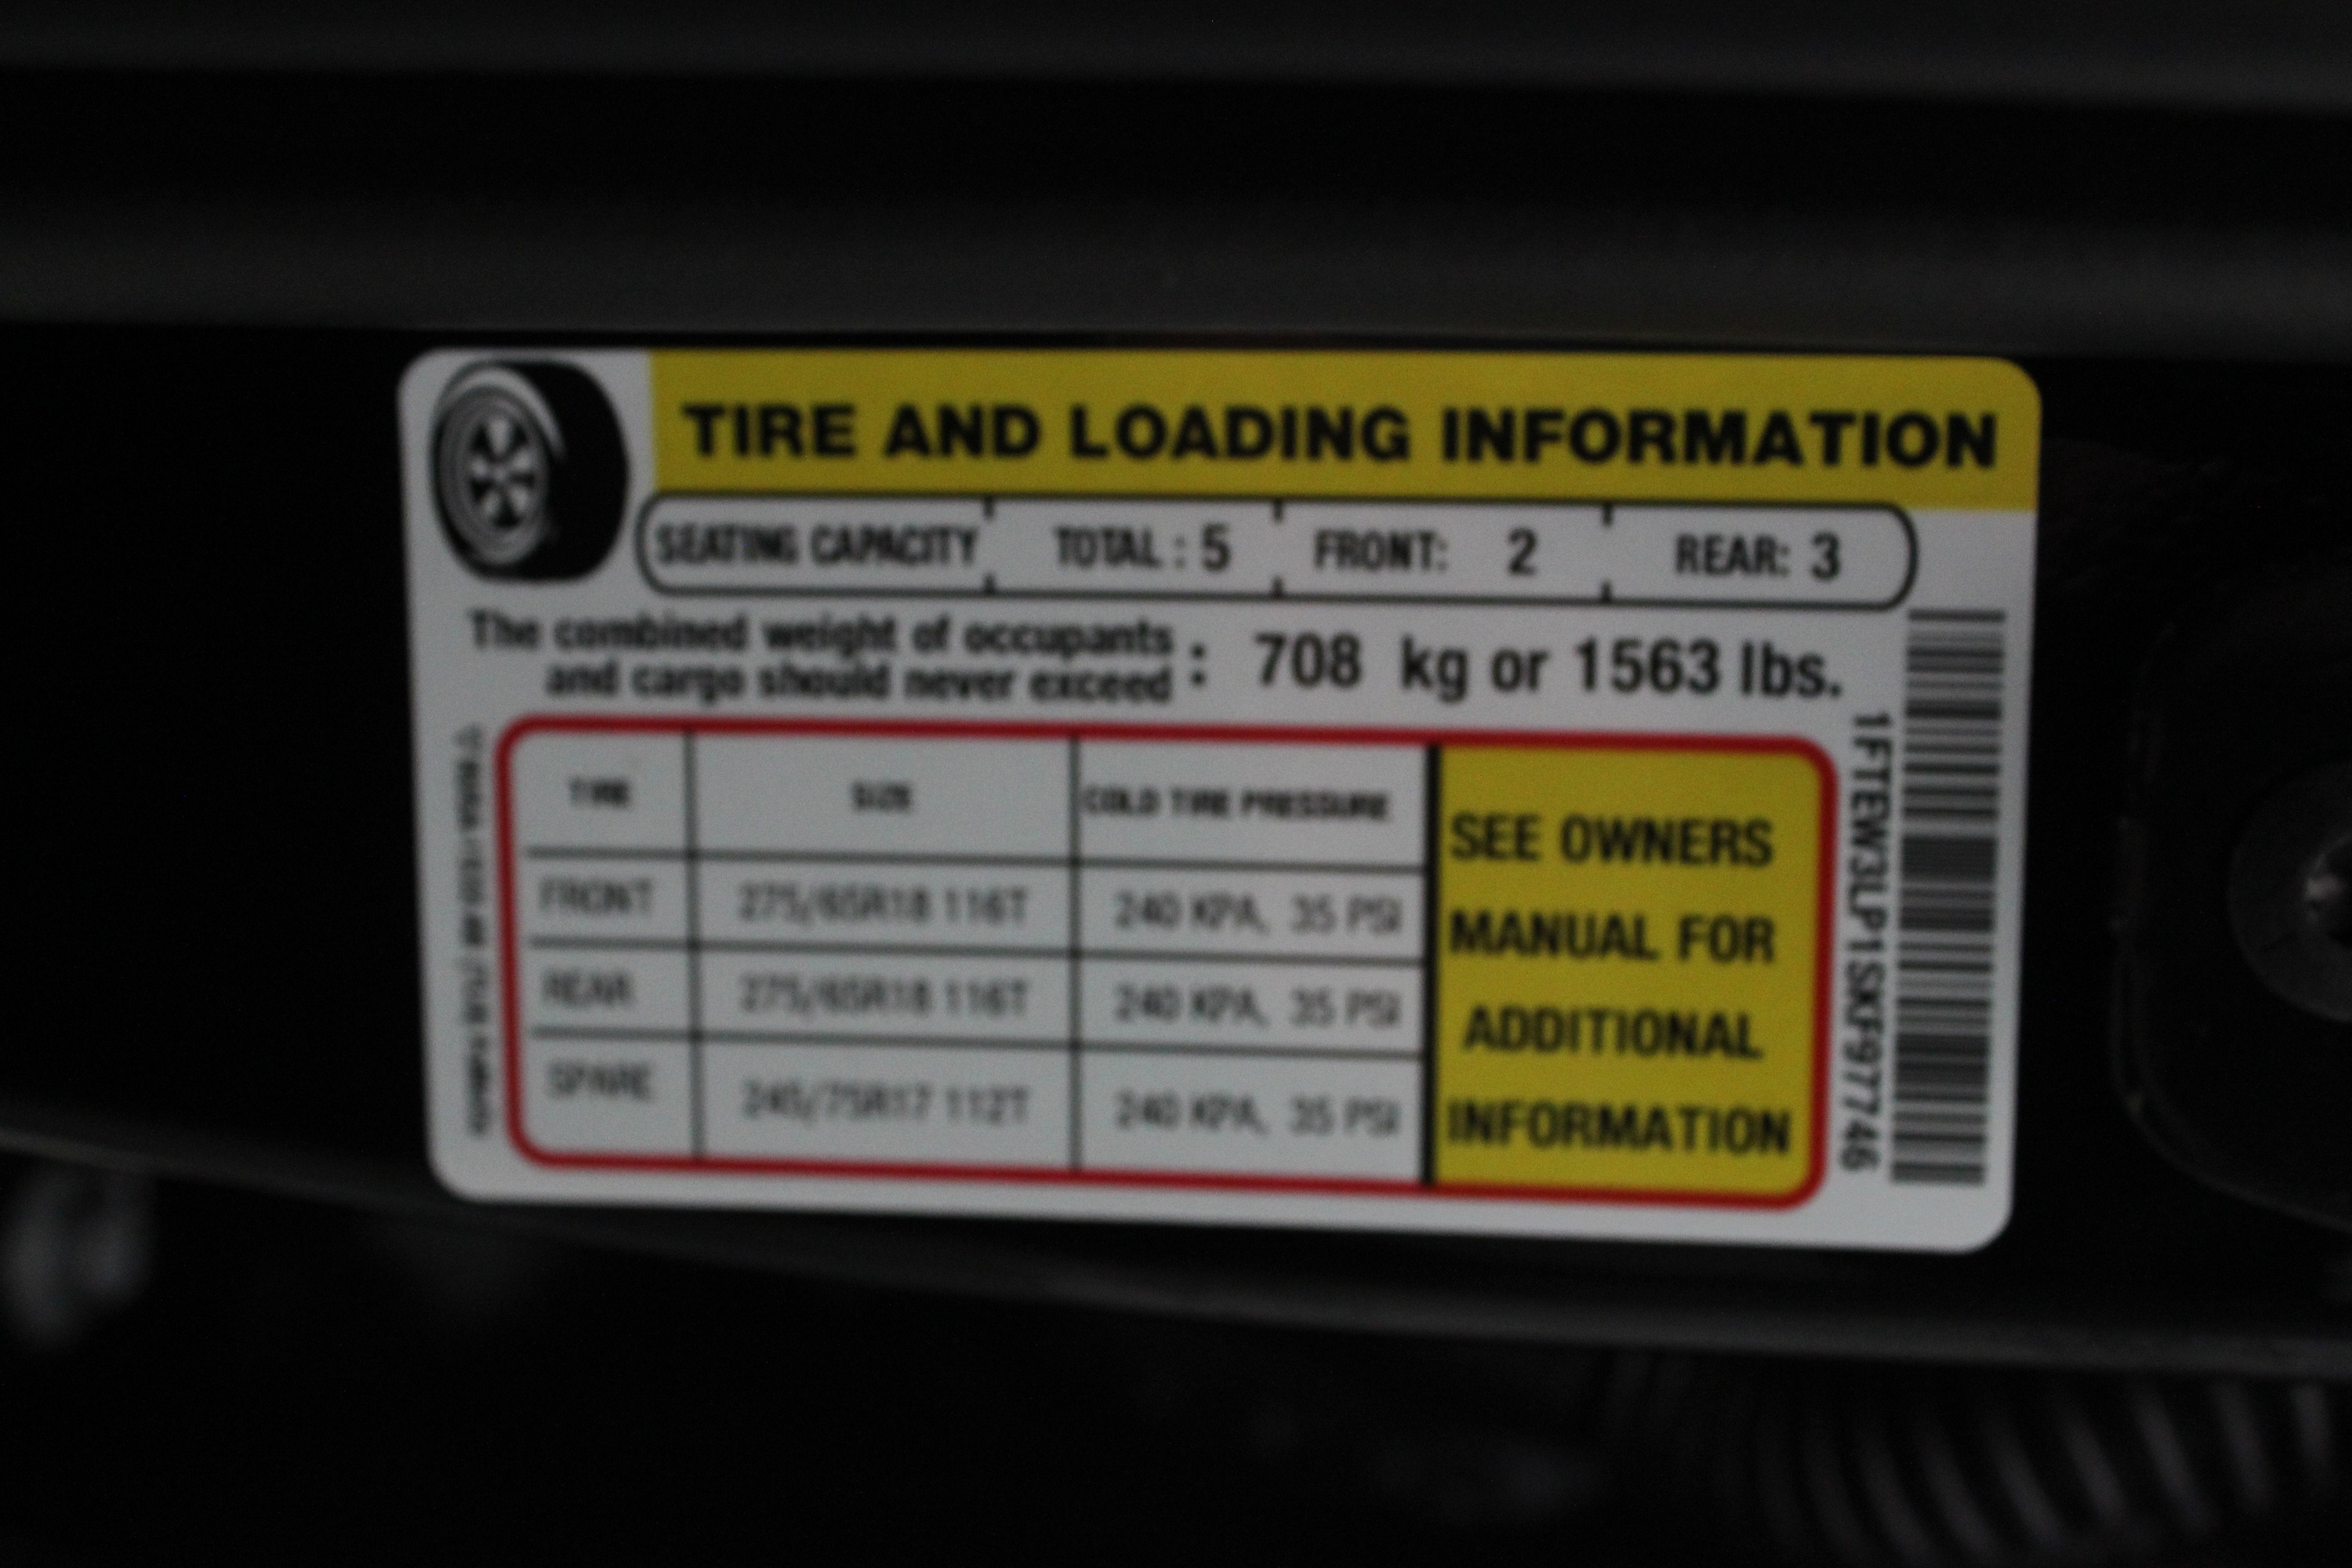 TIRE AND LOADING INFORMATION
SEATING CAPACITY TOTAL : 5 FRONT: 2 REAR: 3
The combined weight of occupants
and cargo should never exceed : 708 kg or 1563 lbs.
TIRE SIZE COLD TIRE PRESSURE
FRONT 275/65R18 116T 240 KPA, 35 PSI
REAR 275/65R18 116T 240 KPA, 35 PSI
SPARE 245/75R17 112T 240 KPA, 35 PSI
SEE OWNERS
MANUAL FOR
ADDITIONAL
INFORMATION
1FTEW3LP1SKF97746